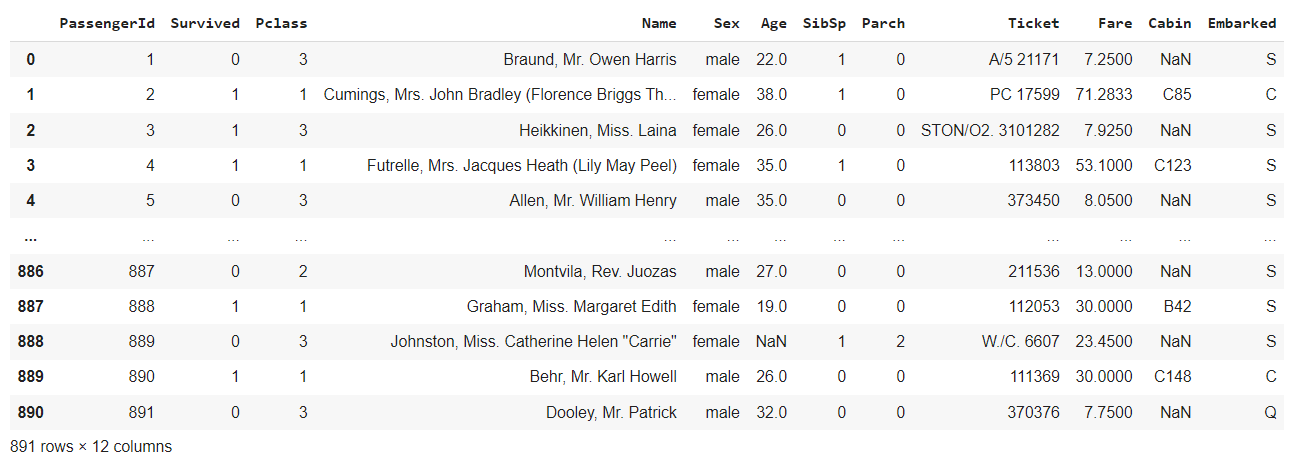 PassengerId Survived Pclass Name Sex Age SibSp Parch Ticket Fare Cabin Embarked
0 1 0 3 Braund, Mr. Owen Harris male 22.0 1 0 A/5 21171 7.2500 NaN S
1 2 1 1 Cumings, Mrs. John Bradley (Florence Briggs Th... female 38.0 1 0 PC 17599 71.2833 C85 C
2 3 1 3 Heikkinen, Miss. Laina female 26.0 0 0 STON/O2. 3101282 7.9250 NaN S
3 4 1 1 Futrelle, Mrs. Jacques Heath (Lily May Peel) female 35.0 1 0 113803 53.1000 C123 S
4 5 0 3 Allen, Mr. William Henry male 35.0 0 0 373450 8.0500 NaN S
... ... ... ... ... ... ... ... ... ... ... ... ...
886 887 0 2 Montvila, Rev. Juozas male 27.0 0 0 211536 13.0000 NaN S
887 888 1 1 Graham, Miss. Margaret Edith female 19.0 0 0 112053 30.0000 B42 S
888 889 0 3 Johnston, Miss. Catherine Helen "Carrie" female NaN 1 2 W./C. 6607 23.4500 NaN S
889 890 1 1 Behr, Mr. Karl Howell male 26.0 0 0 111369 30.0000 C148 C
890 891 0 3 Dooley, Mr. Patrick male 32.0 0 0 370376 7.7500 NaN Q
891 rows × 12 columns